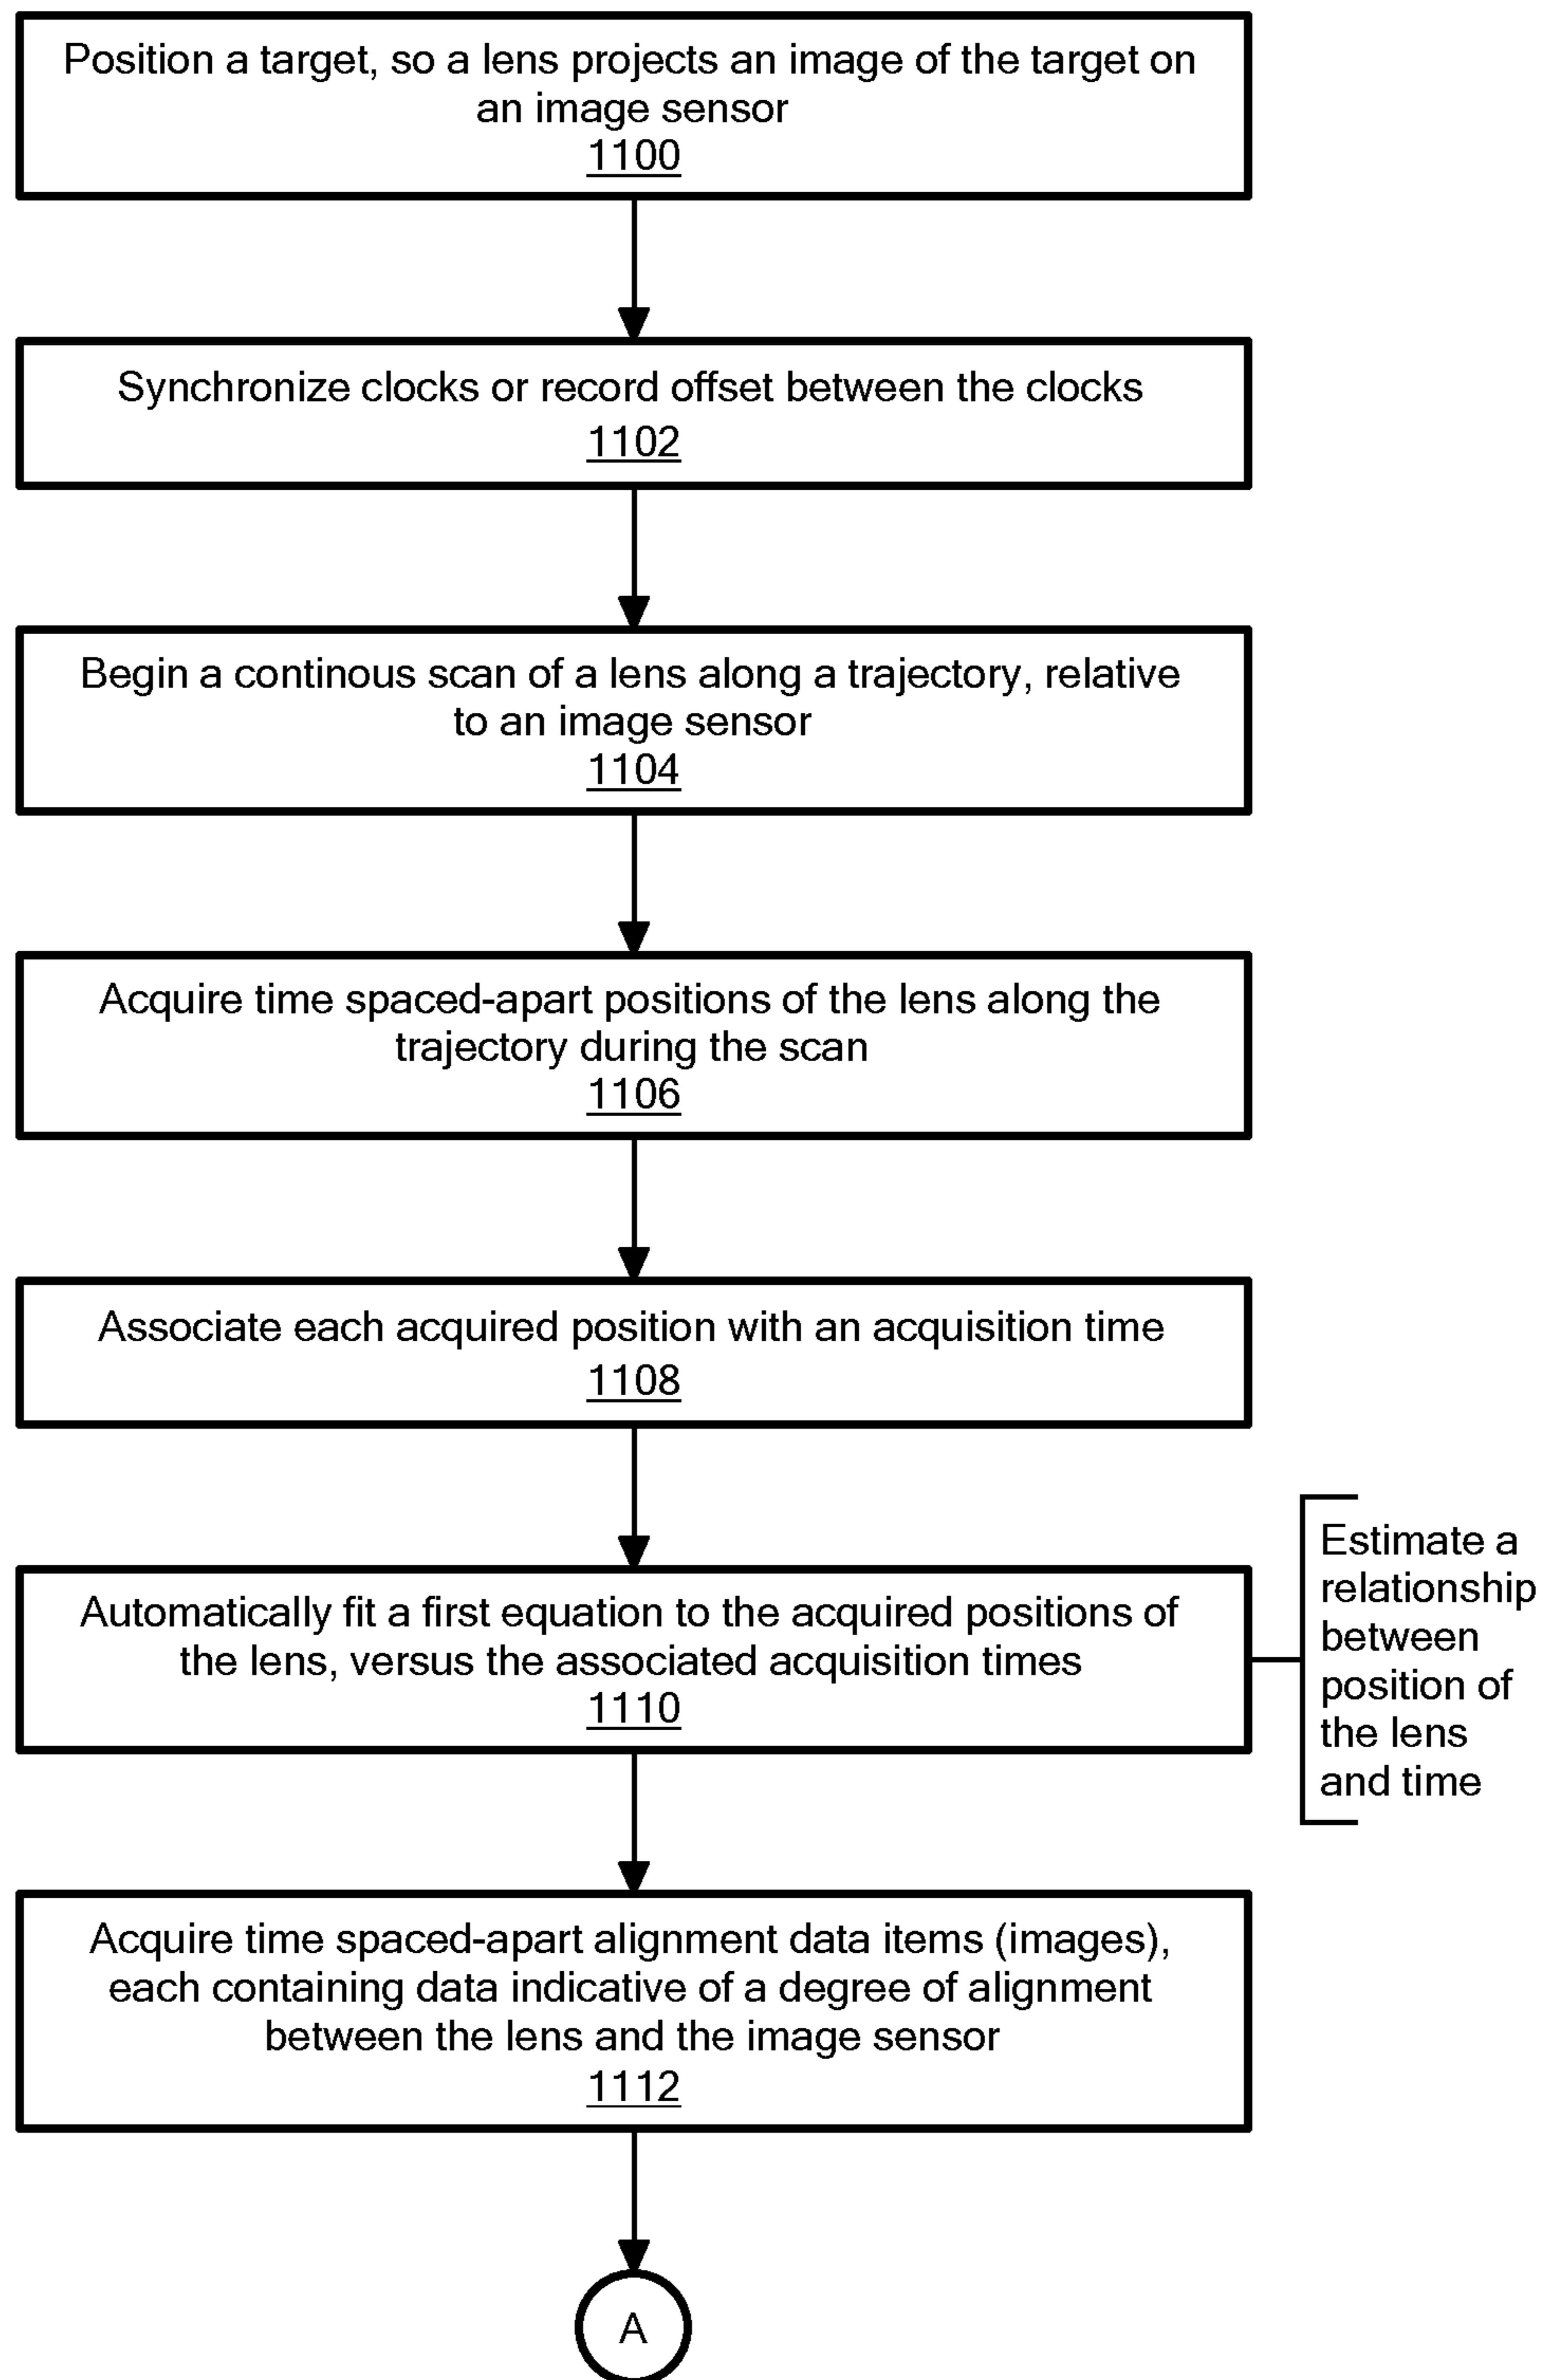 Position a target, so a lens projects an image of the target on
an image sensor
1100
Synchronize clocks or record offset between the clocks
1102
Begin a continous scan of a lens along a trajectory, relative
to an image sensor
1104
Acquire time spaced-apart positions of the lens along the
trajectory during the scan
1106
Associate each acquired position with an acquisition time
1108
Automatically fit a first equation to the acquired positions of
the lens, versus the associated acquisition times
1110
Estimate a
relationship
between
position of
the lens
and time
Acquire time spaced-apart alignment data items (images),
each containing data indicative of a degree of alignment
between the lens and the image sensor
1112
A